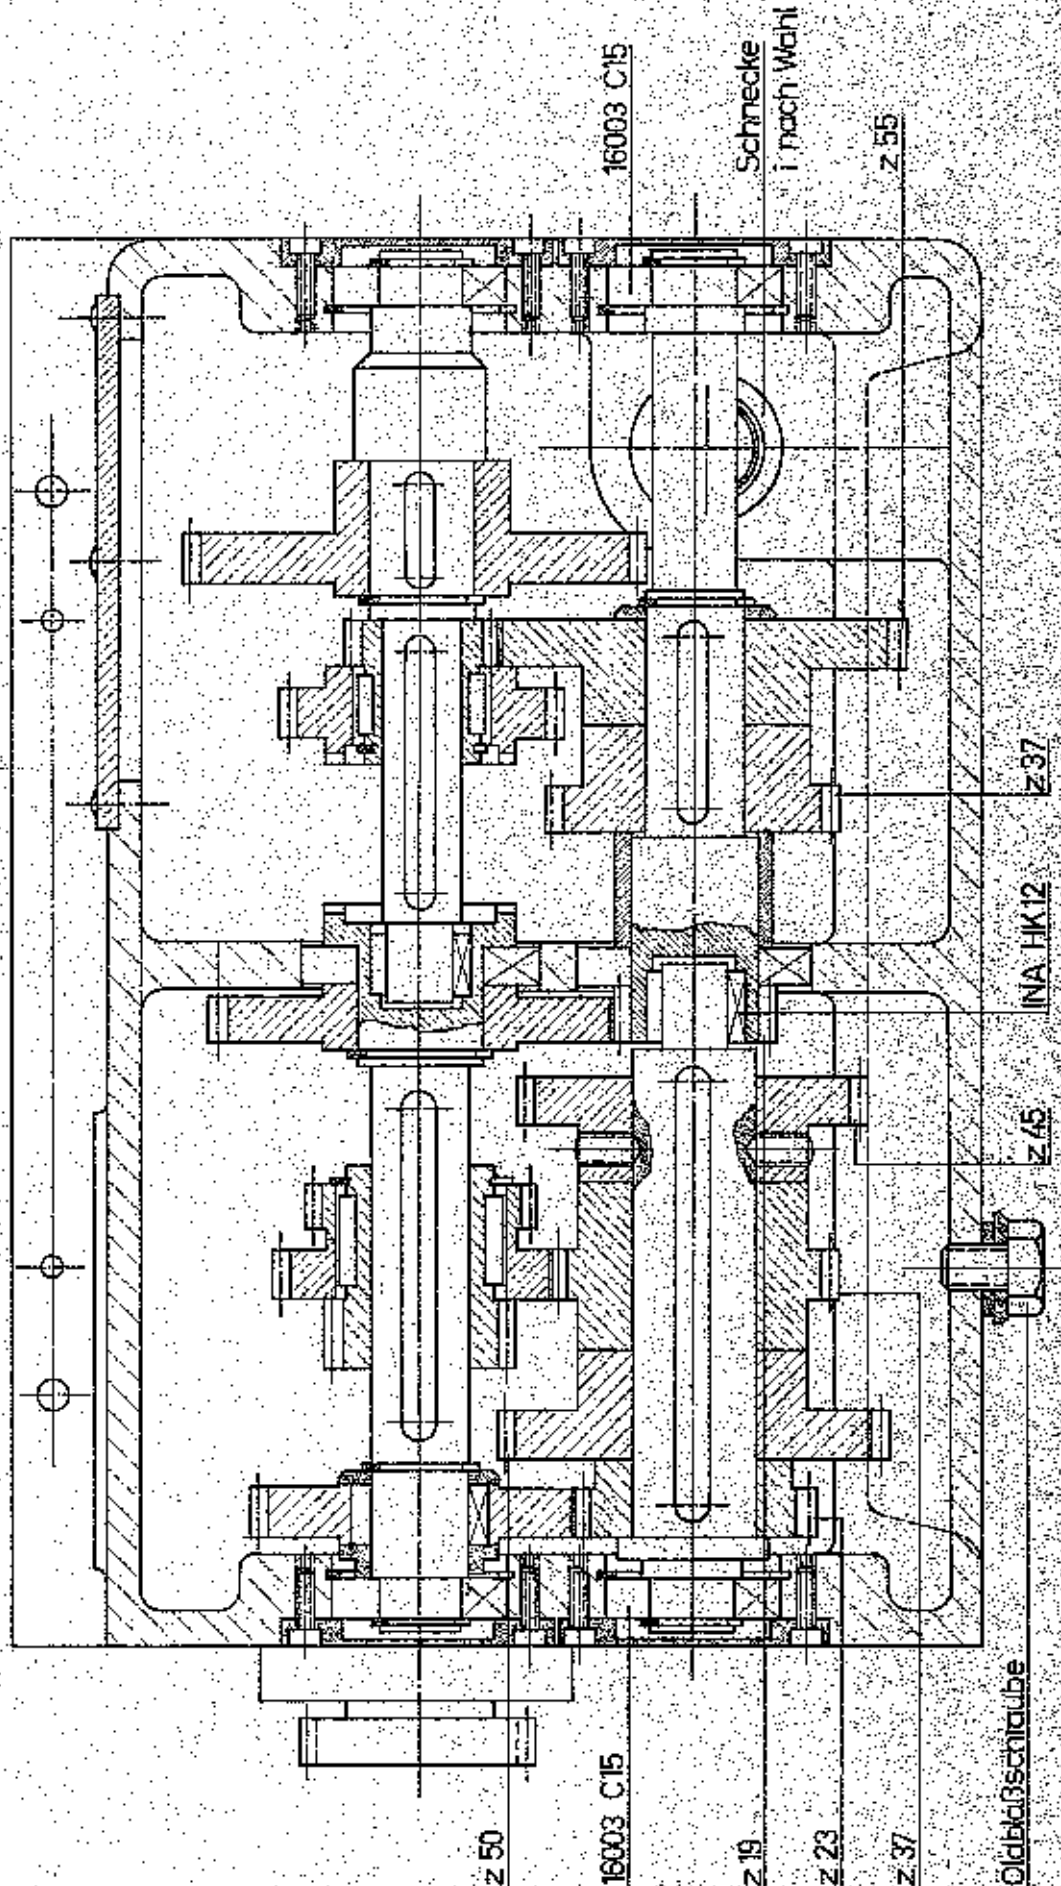 16003 C15
Schnecke
i nach Wahl
z 55
z 37
INA HK12
z 45
z 50
16003 C15
z 19
z 23
z 37
Ölablaßschraube